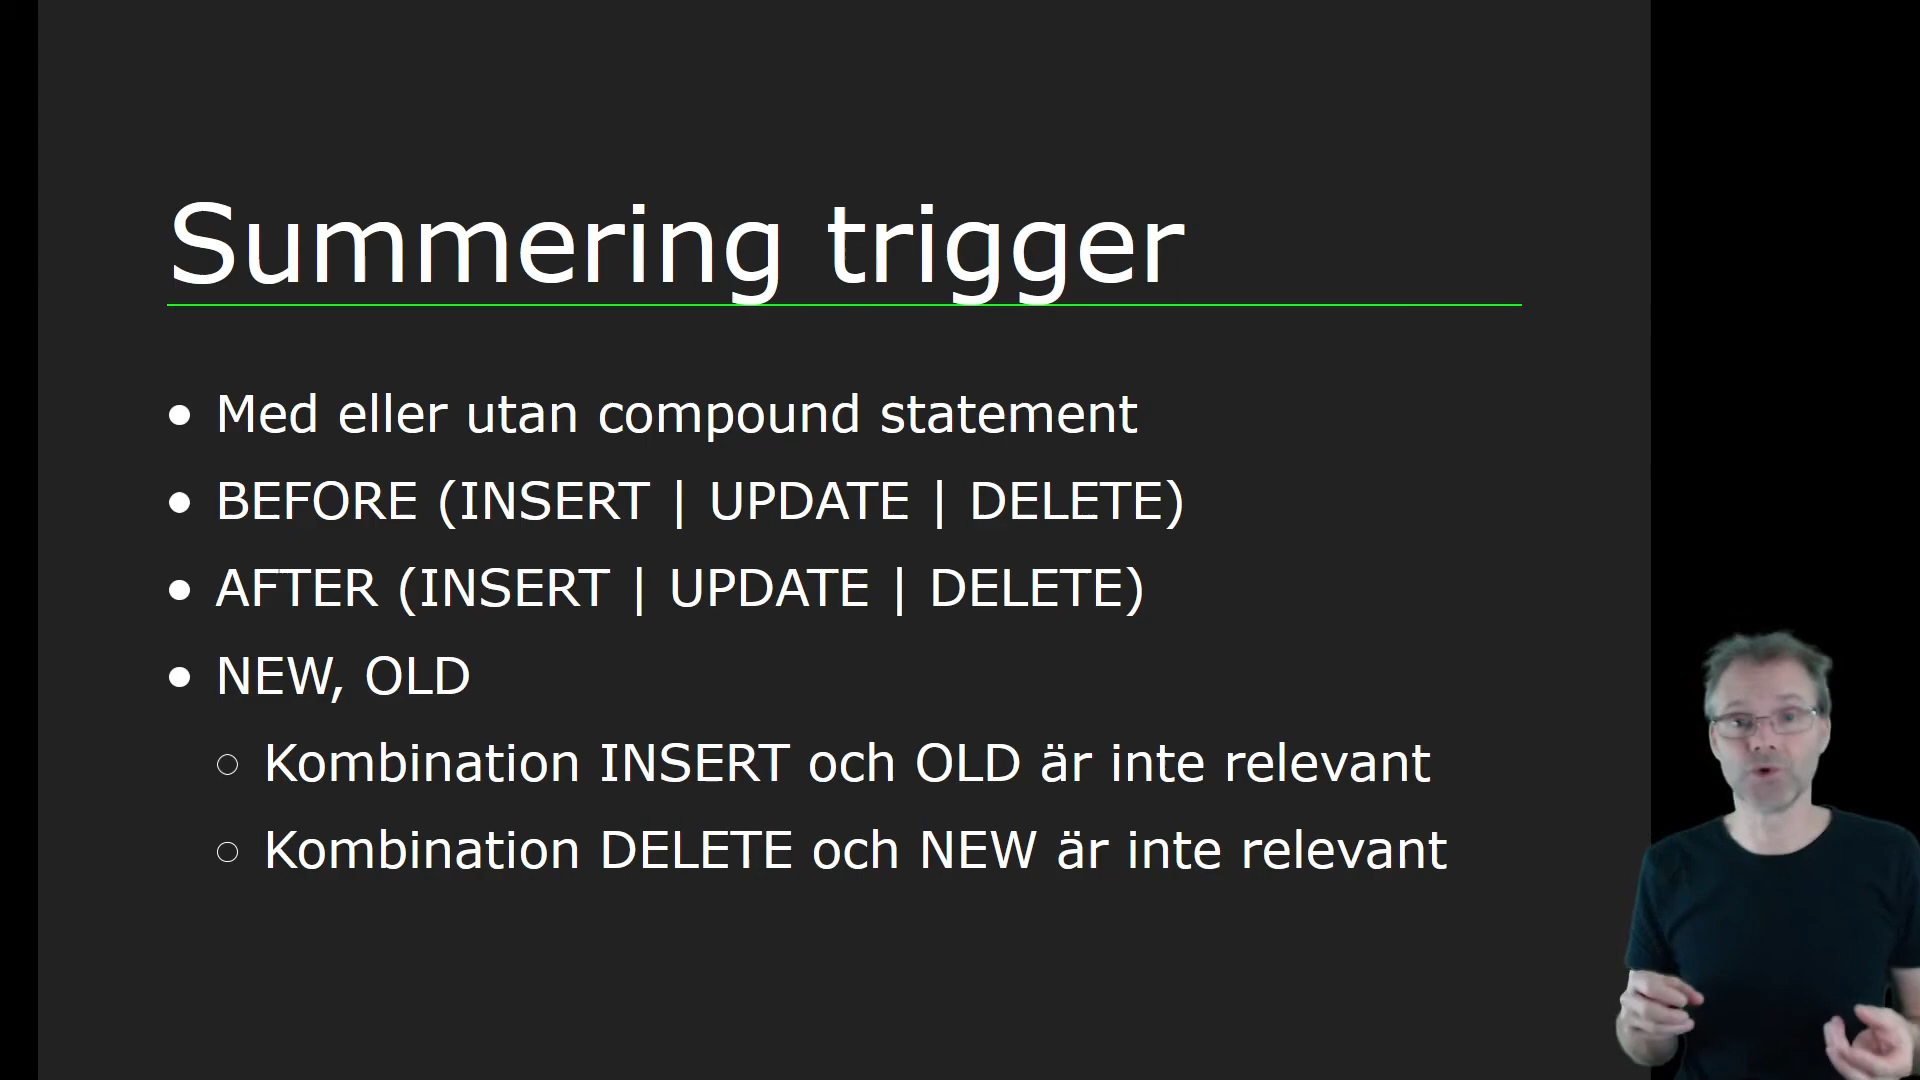 Summering trigger
Med eller utan compound statement
BEFORE (INSERT | UPDATE | DELETE)
AFTER (INSERT | UPDATE | DELETE)
NEW, OLD
Kombination INSERT och OLD är inte relevant
Kombination DELETE och NEW är inte relevant